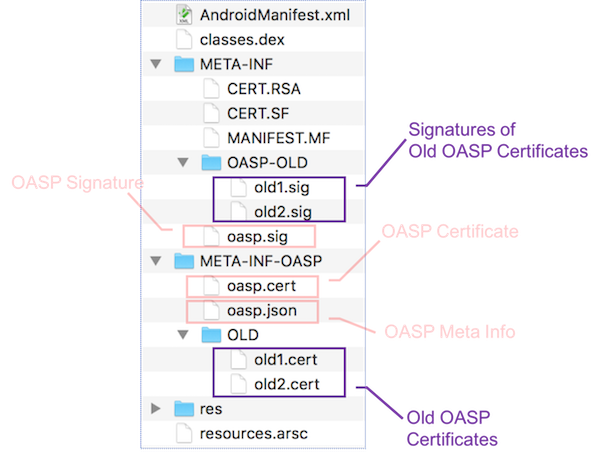 AndroidManifest.xml
classes.dex
META-INF
CERT.RSA
CERT.SF
MANIFEST.MF
Signatures of
Old OASP Certificates
OASP-OLD
OASP Signature
old1.sig
old2.sig
oasp.sig
OASP Certificate
META-INF-OASP
oasp.cert
oasp.json
OASP Meta Info
OLD
old1.cert
old2.cert
res
Old OASP
Certificates
resources.arsc